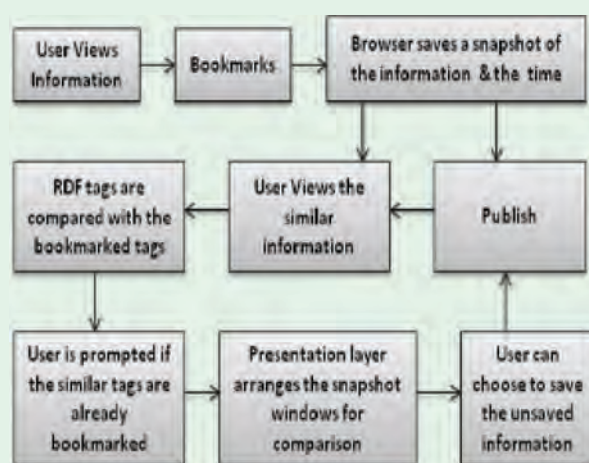 User Views
Information
Bookmarks
Browser saves a snapshot of
the information & the time
RDF tags are
compared with the
bookmarked tags
User Views the
similar
information
Publish
User is prompted if
the similar tags are
already
bookmarked
Presentation layer
arranges the snapshot
windows for
comparison
User can
choose to save
the unsaved
information